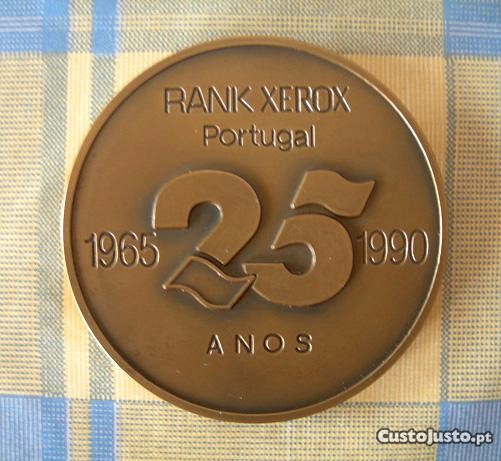 RANK XEROX
Portugal
1965 25 1990
ANOS
CustoJusto.pt